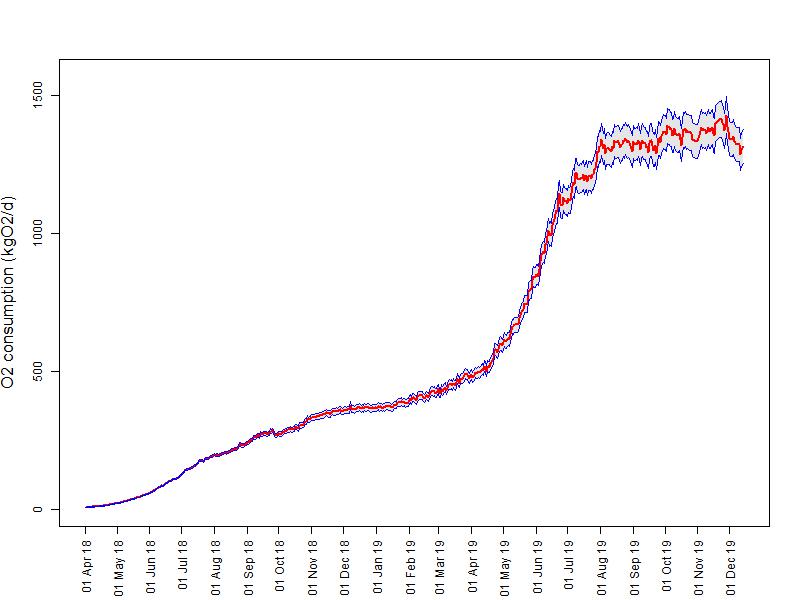 O2 consumption (kgO2/d)
1500
1000
500
0
01 Apr 18
01 May 18
01 Jun 18
01 Jul 18
01 Aug 18
01 Sep 18
01 Oct 18
01 Nov 18
01 Dec 18
01 Jan 19
01 Feb 19
01 Mar 19
01 Apr 19
01 May 19
01 Jun 19
01 Jul 19
01 Aug 19
01 Sep 19
01 Oct 19
01 Nov 19
01 Dec 19